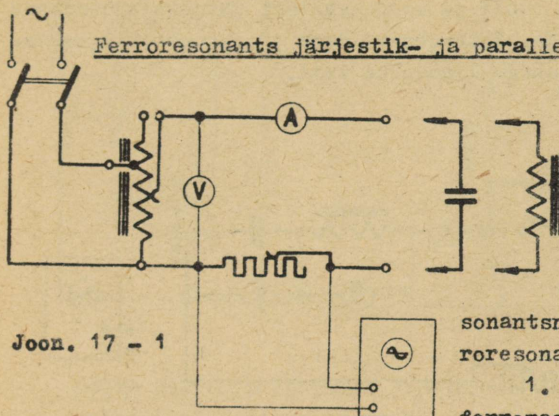 Ferroresonants järjestik- ja paralle
A
V
Joon. 17 - 1
sonantsn
roresona
1.